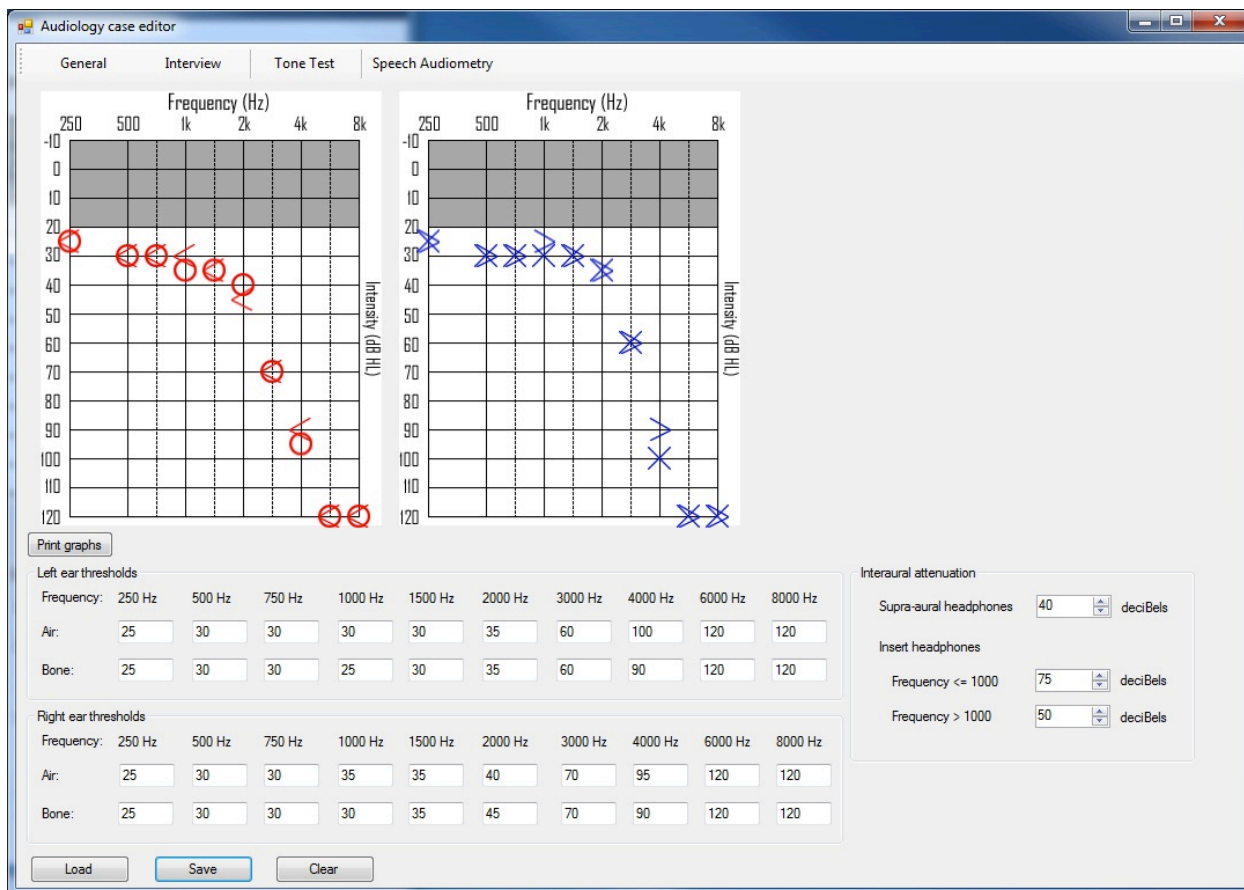 Audiology case editor
General Interview Tone Test Speech Audiometry
Frequency (Hz)
250 500 1k 2k 4k 8k
-10
0
10
20
30
40
50
60
70
80
90
100
110
120
Intensity (dB HL)
Frequency (Hz)
250 500 1k 2k 4k 8k
-10
0
10
20
30
40
50
60
70
80
90
100
110
120
Intensity (dB HL)
Print graphs
Left ear thresholds
Frequency: 250 Hz 500 Hz 750 Hz 1000 Hz 1500 Hz 2000 Hz 3000 Hz 4000 Hz 6000 Hz 8000 Hz
Air: 25 30 30 30 30 35 60 100 120 120
Bone: 25 30 30 25 30 35 60 90 120 120
Right ear thresholds
Frequency: 250 Hz 500 Hz 750 Hz 1000 Hz 1500 Hz 2000 Hz 3000 Hz 4000 Hz 6000 Hz 8000 Hz
Air: 25 30 30 35 35 40 70 95 120 120
Bone: 25 30 30 30 35 45 70 90 120 120
Interaural attenuation
Supra-aural headphones 40 deciBels
Insert headphones
Frequency <= 1000 75 deciBels
Frequency > 1000 50 deciBels
Load Save Clear